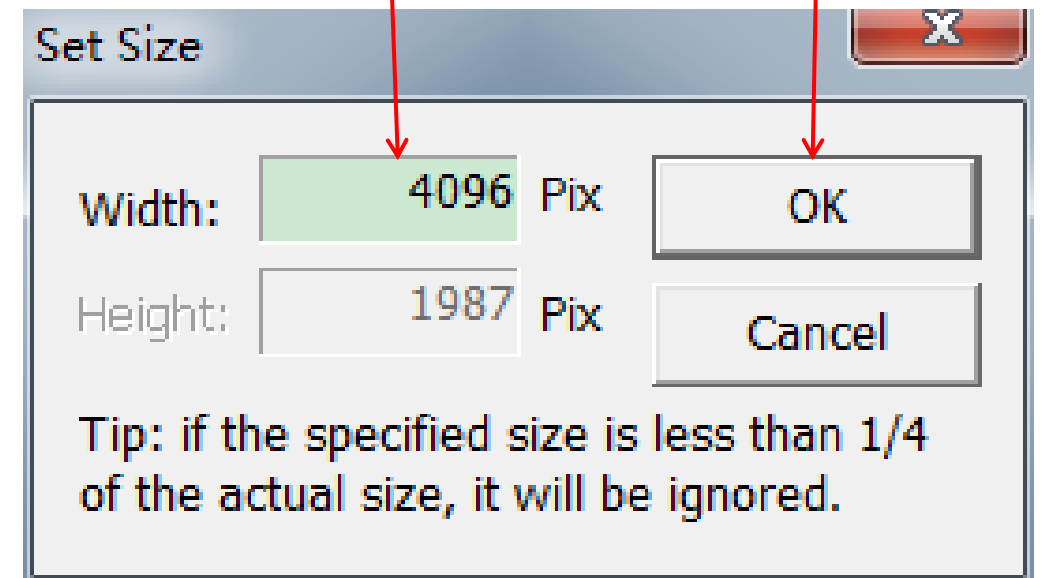 Set Size
Width: 4096 Pix OK
Height: 1987 Pix Cancel
Tip: if the specified size is less than 1/4
of the actual size, it will be ignored.